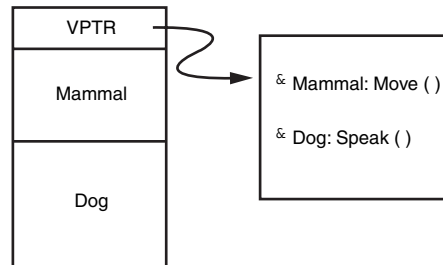 VPTR
Mammal
Dog
& Mammal: Move ( )
& Dog: Speak ( )